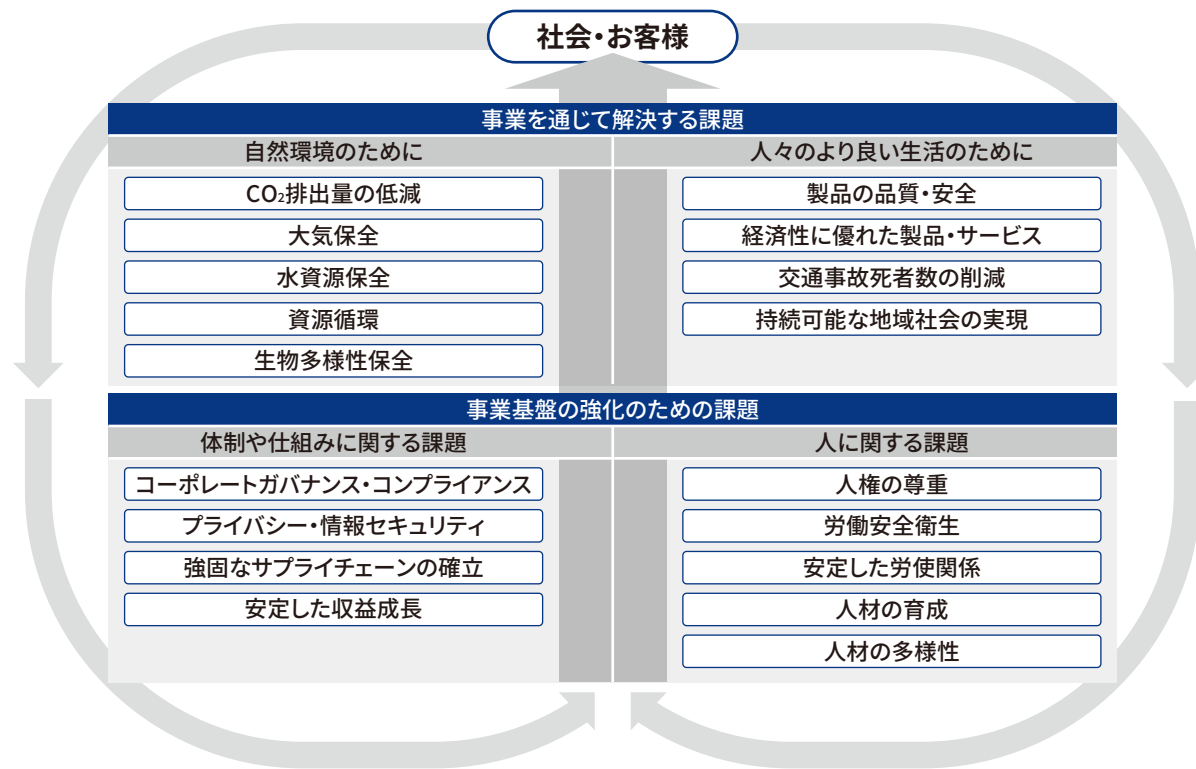 社会・お客様
事業を通じて解決する課題
自然環境のために
CO₂排出量の低減
大気保全
水資源保全
資源循環
生物多様性保全
人々のより良い生活のために
製品の品質・安全
経済性に優れた製品・サービス
交通事故死者数の削減
持続可能な地域社会の実現
事業基盤の強化のための課題
体制や仕組みに関する課題
コーポレートガバナンス・コンプライアンス
プライバシー・情報セキュリティ
強固なサプライチェーンの確立
安定した収益成長
人に関する課題
人権の尊重
労働安全衛生
安定した労使関係
人材の育成
人材の多様性